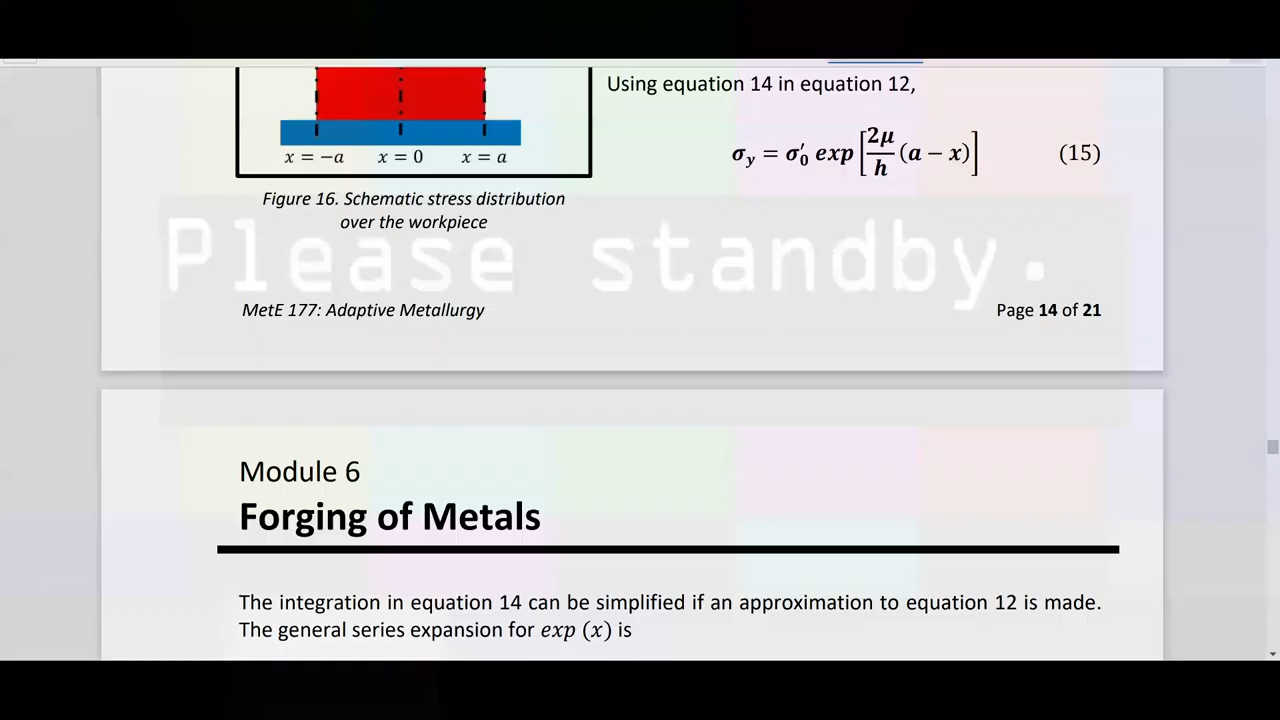 Using equation 14 in equation 12,
σ_y = σ′_0 exp[2μ/h (a − x)] (15)
x = −a x = 0 x = a
Figure 16. Schematic stress distribution
over the workpiece
Please standby.
MetE 177: Adaptive Metallurgy Page 14 of 21
Module 6
Forging of Metals
The integration in equation 14 can be simplified if an approximation to equation 12 is made.
The general series expansion for exp (x) is